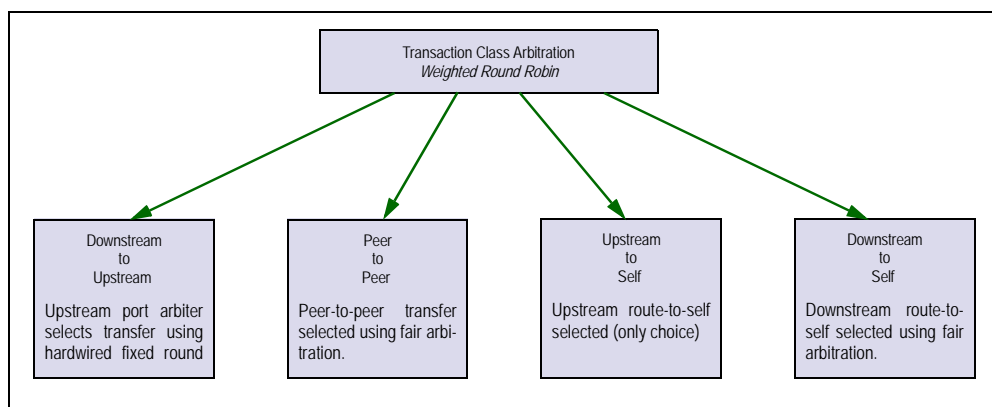 Transaction Class Arbitration
Weighted Round Robin
Downstream
to
Upstream
Upstream port arbiter
selects transfer using
hardwired fixed round
Peer
to
Peer
Peer-to-peer transfer
selected using fair arbi-
tration.
Upstream
to
Self
Upstream route-to-self
selected (only choice)
Downstream
to
Self
Downstream route-to-
self selected using fair
arbitration.